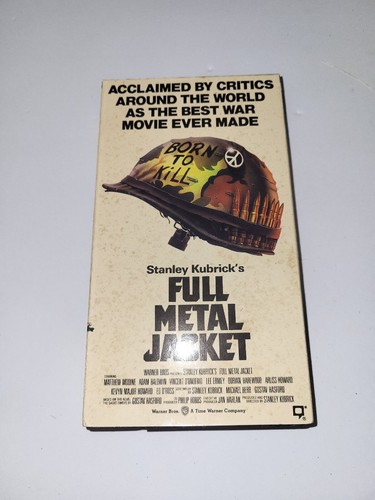 ACCLAIMED BY CRITICS
AROUND THE WORLD
AS THE BEST WAR
MOVIE EVER MADE
BORN
TO
KiLL
Stanley Kubrick's
FULL
METAL
JACKET
WARNER BROS STANLEY KUBRICK'S FULL METAL JACKET
STARRING MATTHEW MODINE ADAM BALDWIN VINCENT D'ONOFRIO LEE ERMEY DORIAN HAREWOOD ARLISS HOWARD
KEVYN MAJOR HOWARD ED O'ROSS STANLEY KUBRICK MICHAEL HERR GUSTAV HASFORD
GUSTAV HASFORD PHILIP HOBBS JAN HARLAN STANLEY KUBRICK
Warner Bros. A Time Warner Company